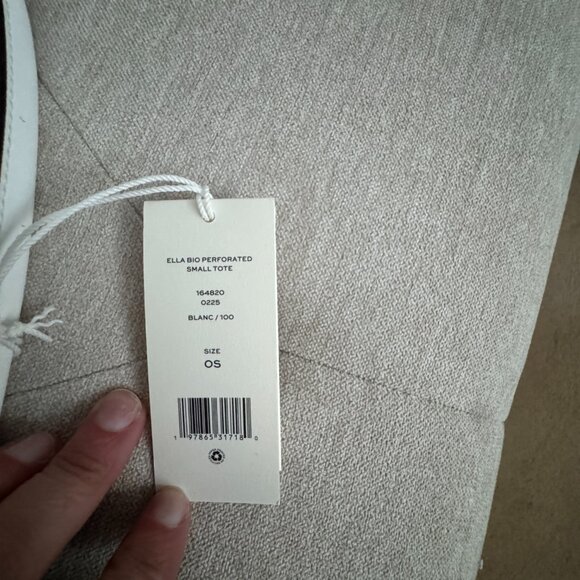 ELLA BIO PERFORATED
SMALL TOTE
164820
0225
BLANC / 100
SIZE
OS
1 97865 31718 0